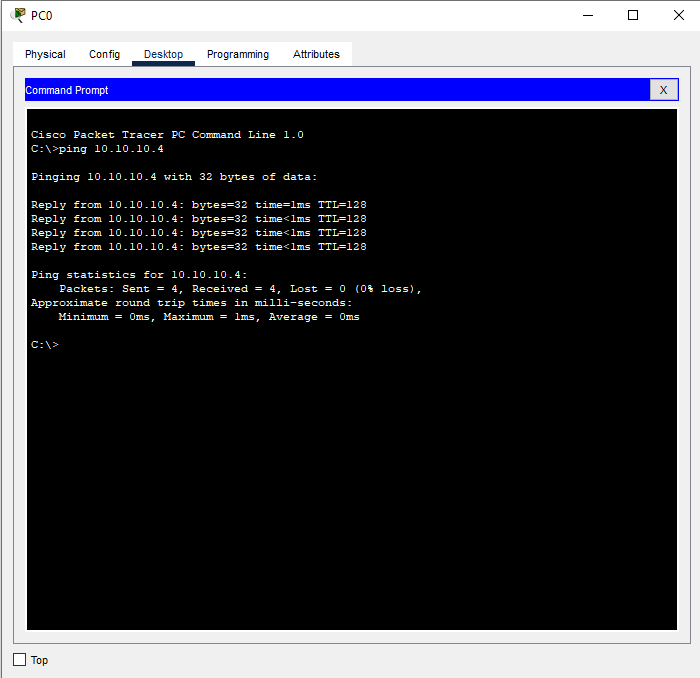 PC0
Physical Config Desktop Programming Attributes
Command Prompt X
Cisco Packet Tracer PC Command Line 1.0
C:\>ping 10.10.10.4
Pinging 10.10.10.4 with 32 bytes of data:
Reply from 10.10.10.4: bytes=32 time=1ms TTL=128
Reply from 10.10.10.4: bytes=32 time<1ms TTL=128
Reply from 10.10.10.4: bytes=32 time<1ms TTL=128
Reply from 10.10.10.4: bytes=32 time<1ms TTL=128
Ping statistics for 10.10.10.4:
Packets: Sent = 4, Received = 4, Lost = 0 (0% loss),
Approximate round trip times in milli-seconds:
Minimum = 0ms, Maximum = 1ms, Average = 0ms
C:\>
Top